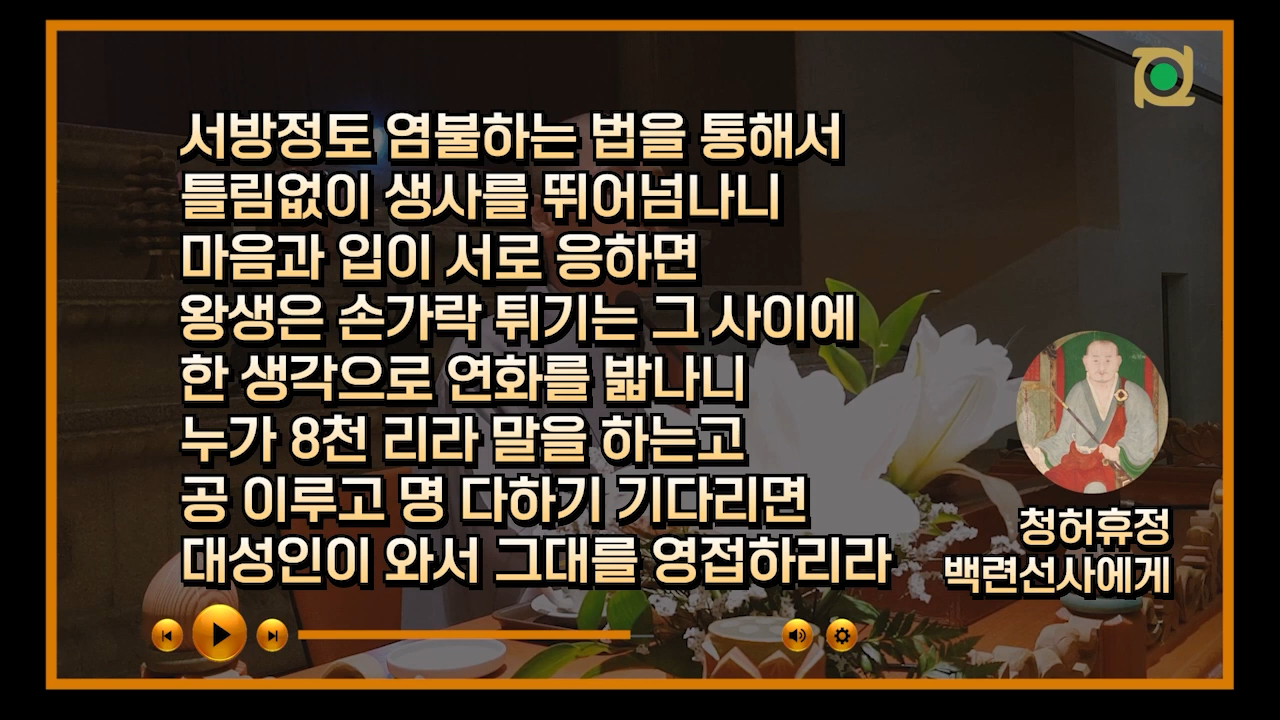 서방정토 염불하는 법을 통해서
틀림없이 생사를 뛰어넘나니
마음과 입이 서로 응하면
왕생은 손가락 튀기는 그 사이에
한 생각으로 연화를 밟나니
누가 8천 리라 말을 하는고
공 이루고 명 다하기 기다리면
대성인이 와서 그대를 영접하리라
청허휴정
백련선사에게